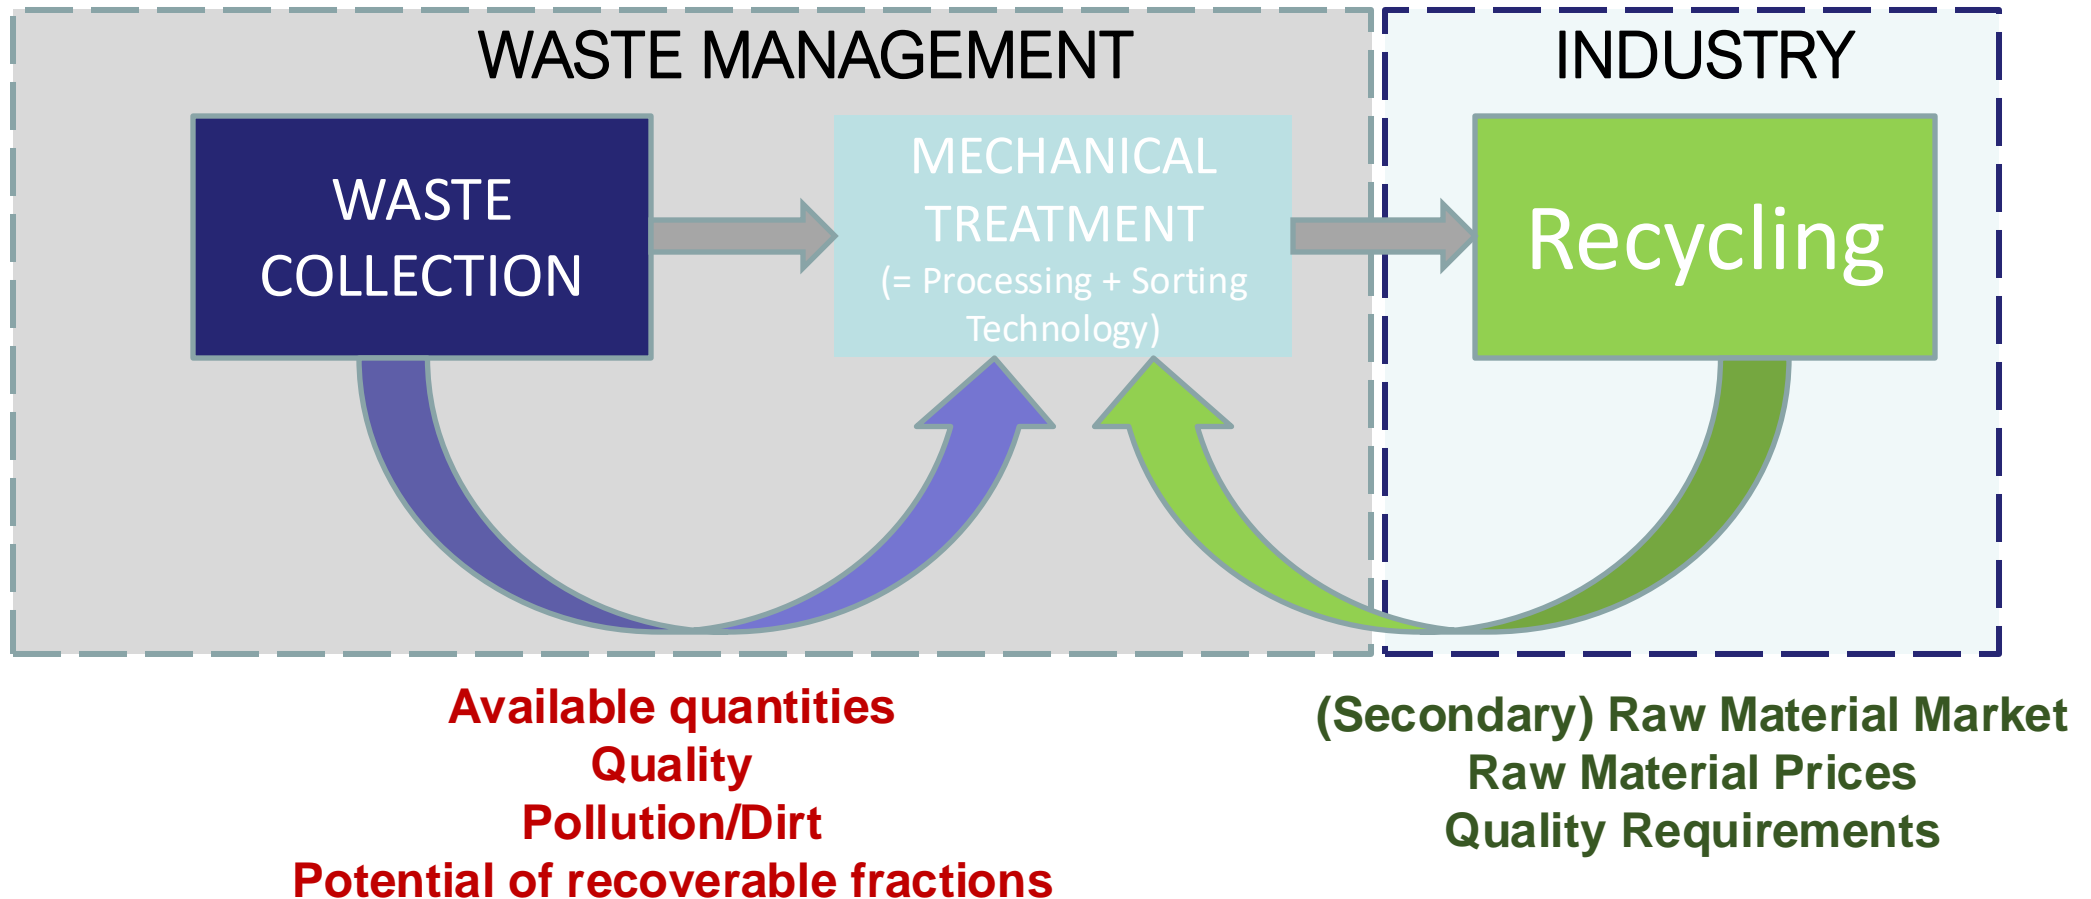 WASTE MANAGEMENT
INDUSTRY
WASTE
COLLECTION
MECHANICAL
TREATMENT
(= Processing + Sorting
Technology)
Recycling
Available quantities
Quality
Pollution/Dirt
Potential of recoverable fractions
(Secondary) Raw Material Market
Raw Material Prices
Quality Requirements